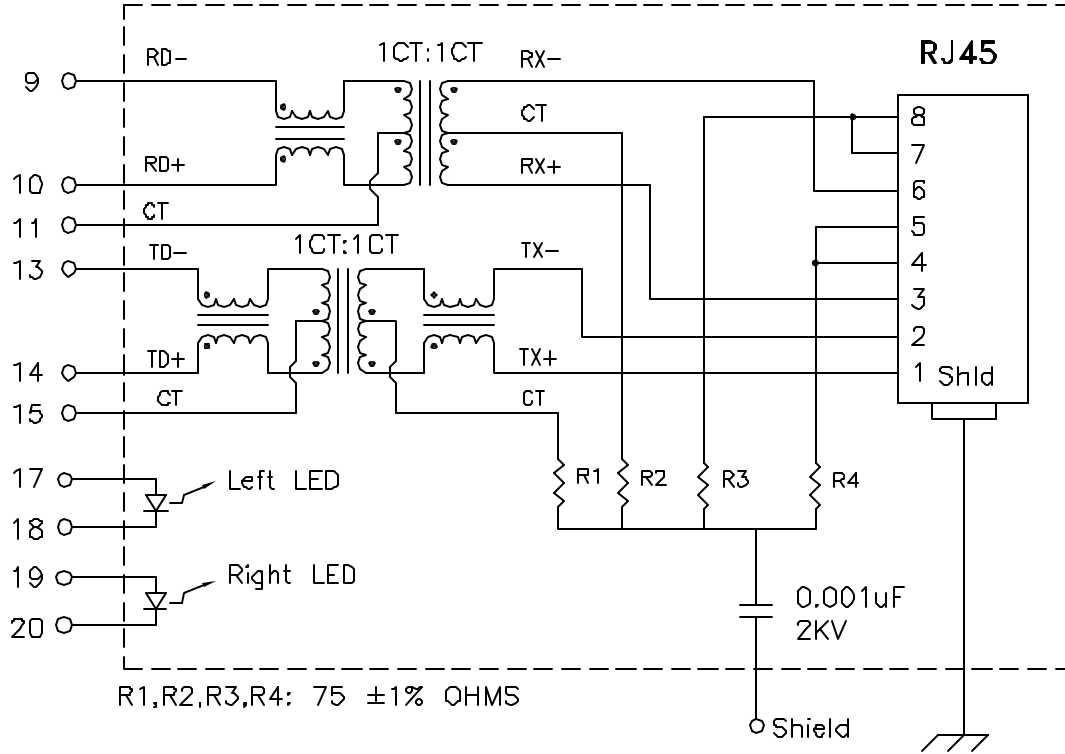 1CT:1CT
RJ45
9
RD-
RX-
CT
8
7
10
RD+
RX+
6
11
CT
5
1CT:1CT
13
TD-
TX-
4
3
2
14
TD+
TX+
1 Shld
15
CT
CT
17
Left LED
R1
R2
R3
R4
18
19
Right LED
20
0.001uF
2KV
R1,R2,R3,R4: 75 ±1% OHMS
Shield